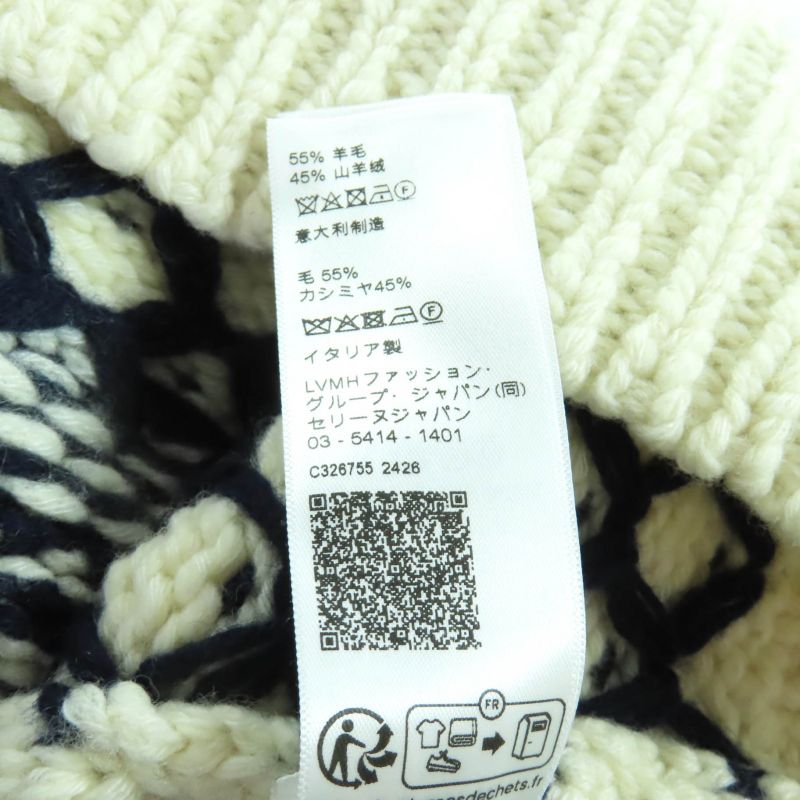 55% 羊毛
45% 山羊绒
F
意大利制造
毛 55%
カシミヤ45%
F
イタリア製
LVMHファッション・
グループ・ジャパン(同)
セリーヌジャパン
03 - 5414 - 1401
C326755 2426
FR